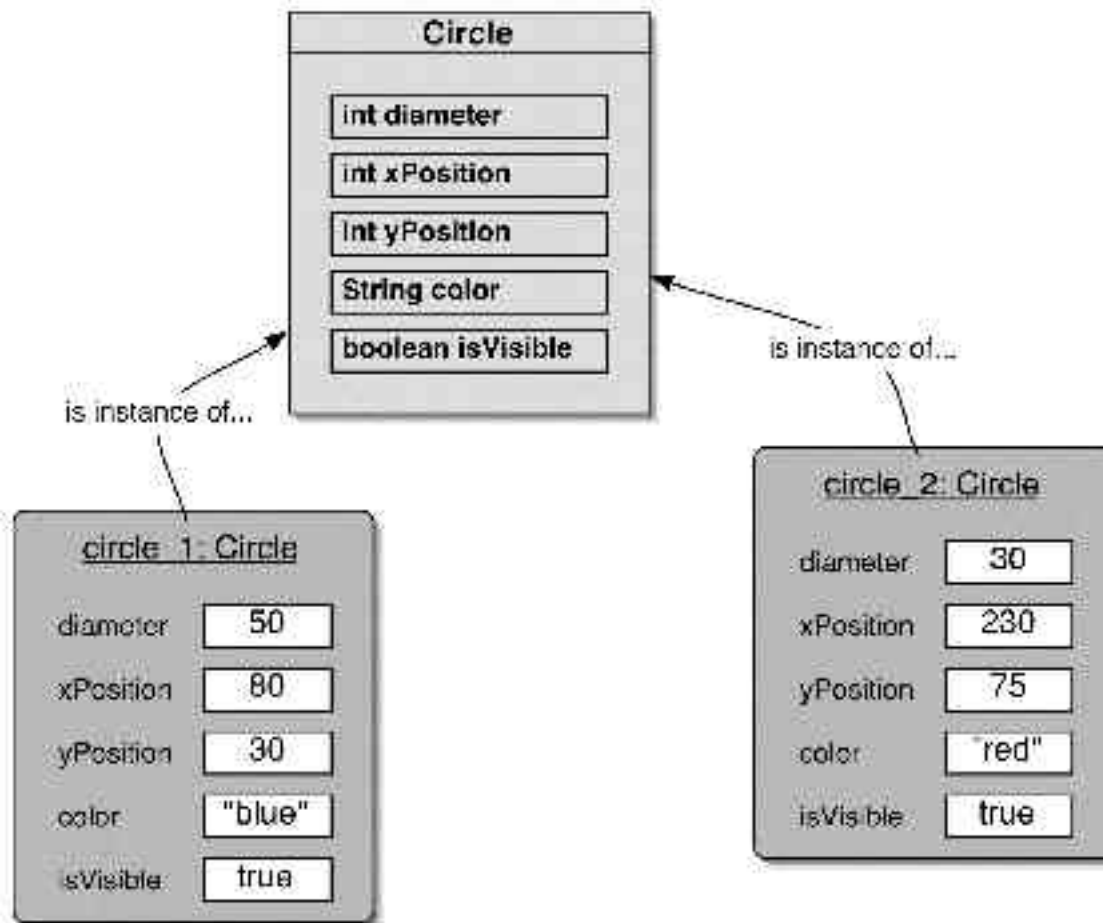 Circle
int diameter
int xPosition
int yPosition
String color
boolean isVisible
is instance of...
is instance of...
circle_1: Circle
diameter 50
xPosition 80
yPosition 30
color "blue"
isVisible true
circle_2: Circle
diameter 30
xPosition 230
yPosition 75
color "red"
isVisible true